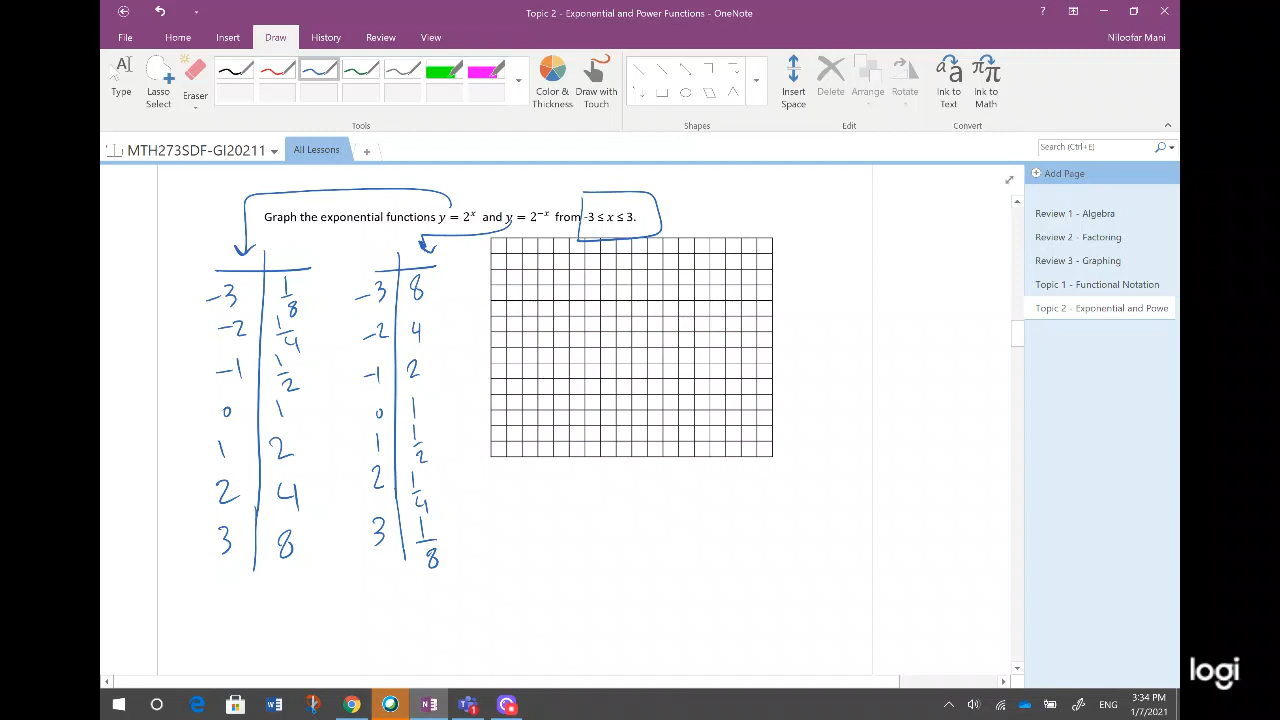 Topic 2 - Exponential and Power Functions - OneNote
?
File Home Insert Draw History Review View
Niloofar Mani
Type
Lasso Select
Eraser
Color & Thickness
Draw with Touch
Insert Space
Delete
Arrange
Rotate
Ink to Text
Ink to Math
Tools
Shapes
Edit
Convert
MTH273SDF-GI20211
All Lessons
Search (Ctrl+E)
Add Page
Review 1 - Algebra
Review 2 - Factoring
Review 3 - Graphing
Topic 1 - Functional Notation
Topic 2 - Exponential and Powe
Graph the exponential functions y = 2ˣ and y = 2⁻ˣ from -3 ≤ x ≤ 3.
-3 1/8
-2 1/4
-1 1/2
0 1
1 2
2 4
3 8
-3 8
-2 4
-1 2
0 1
1 1/2
2 1/4
3 1/8
logi
ENG
3:34 PM
1/7/2021